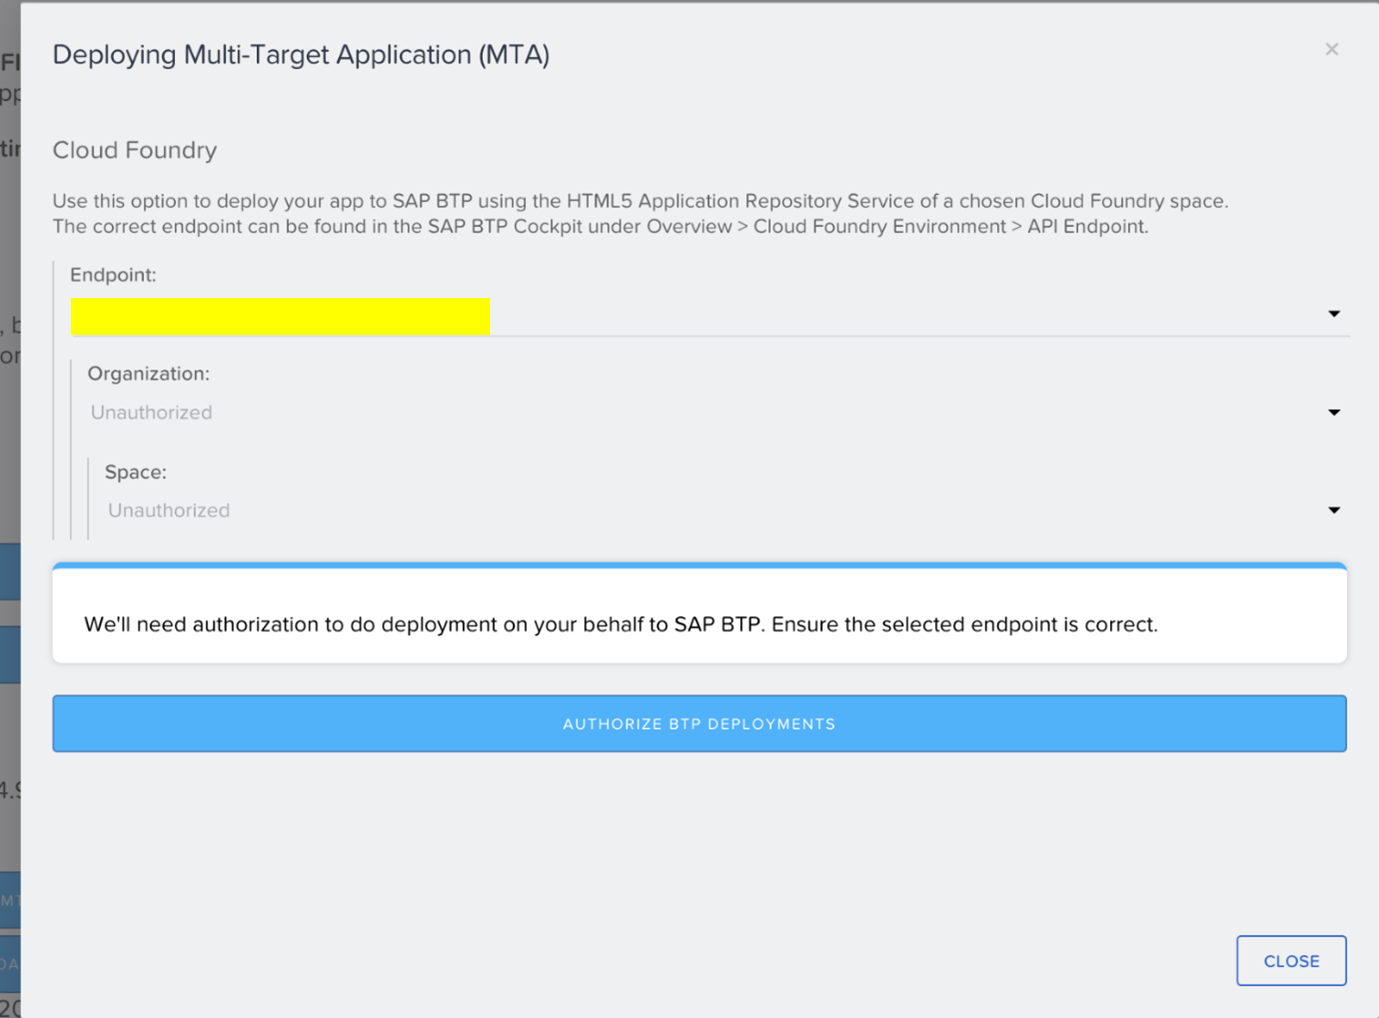 Deploying Multi-Target Application (MTA)
×
Cloud Foundry
Use this option to deploy your app to SAP BTP using the HTML5 Application Repository Service of a chosen Cloud Foundry space.
The correct endpoint can be found in the SAP BTP Cockpit under Overview > Cloud Foundry Environment > API Endpoint.
Endpoint:
Organization:
Unauthorized
Space:
Unauthorized
We'll need authorization to do deployment on your behalf to SAP BTP. Ensure the selected endpoint is correct.
AUTHORIZE BTP DEPLOYMENTS
CLOSE